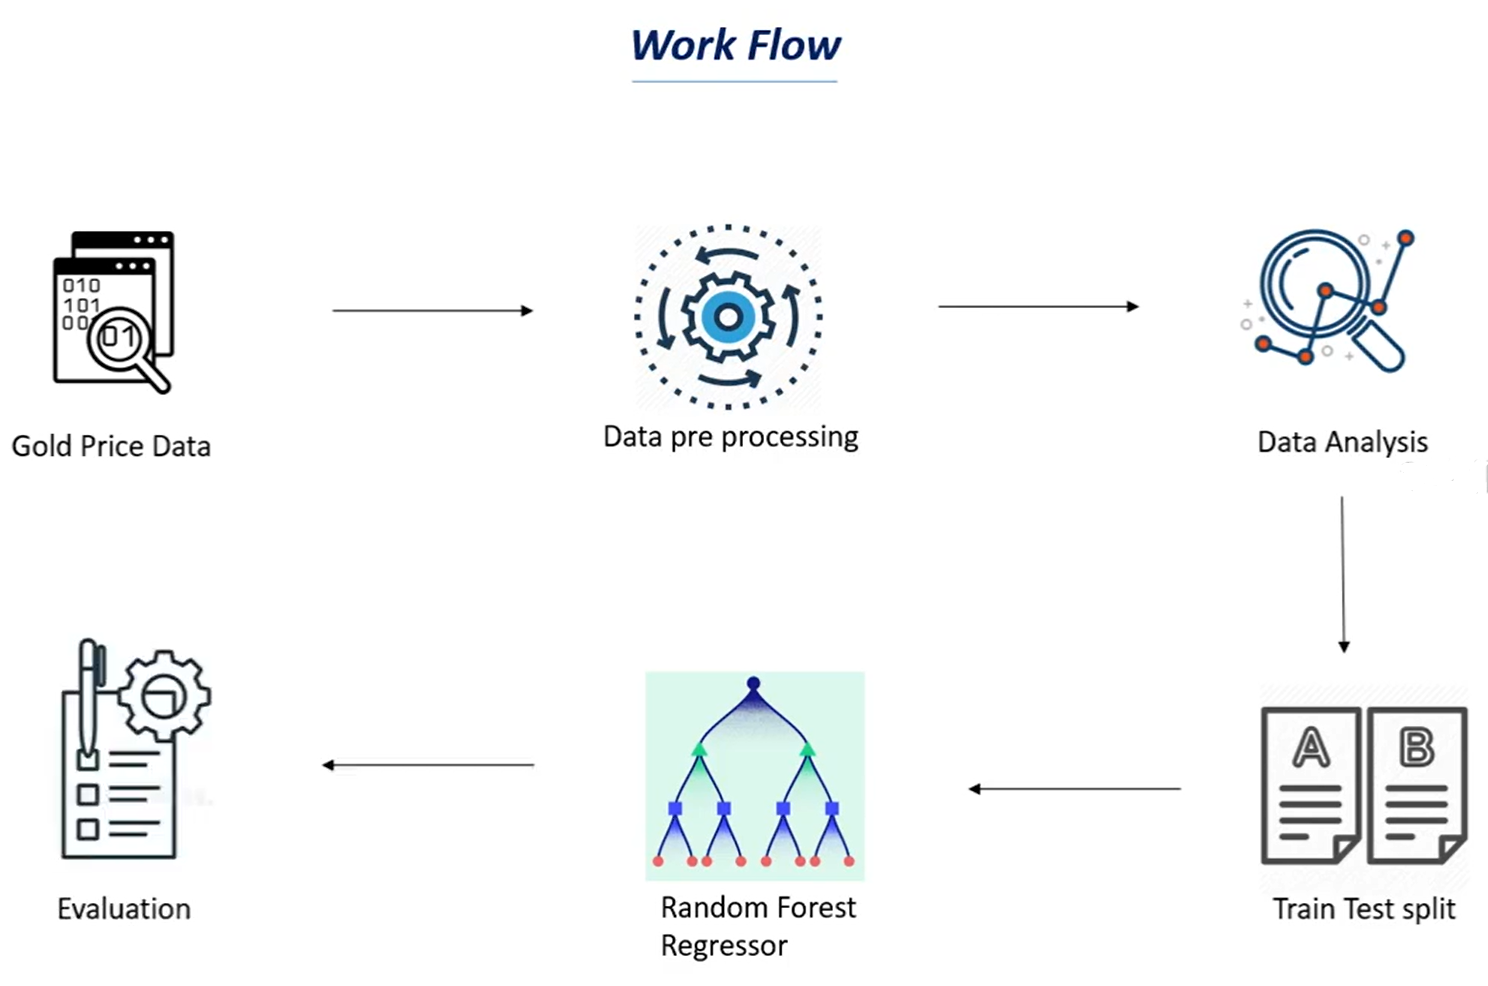 Work Flow
010
101
00
01
Gold Price Data
Data pre processing
Data Analysis
A
B
Evaluation
Random Forest
Regressor
Train Test split